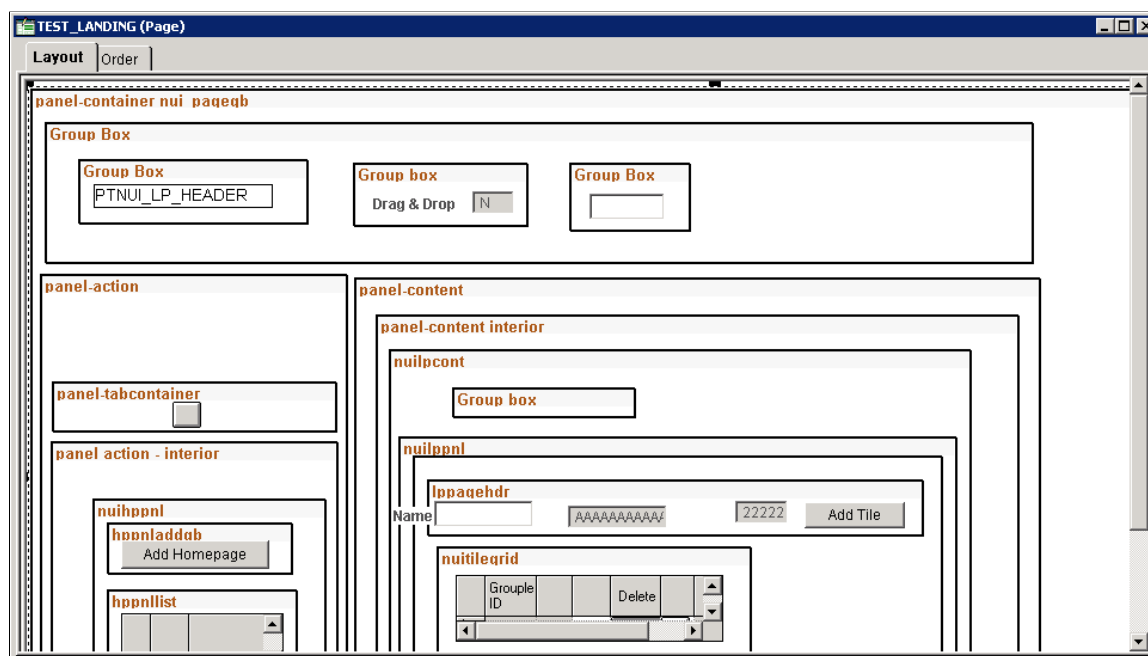 TEST_LANDING (Page)
Layout
Order
panel-container nui_pagegb
Group Box
Group Box
PTNUI_LP_HEADER
Group box
Drag & Drop
N
Group Box
panel-action
panel-tabcontainer
panel action - interior
nuihppnl
hppnladdgb
Add Homepage
hppnllist
panel-content
panel-content interior
nuilpcont
Group box
nuilppnl
lppagehdr
Name
AAAAAAAAAAA
22222
Add Tile
nuitilegrid
Grouple
ID
Delete